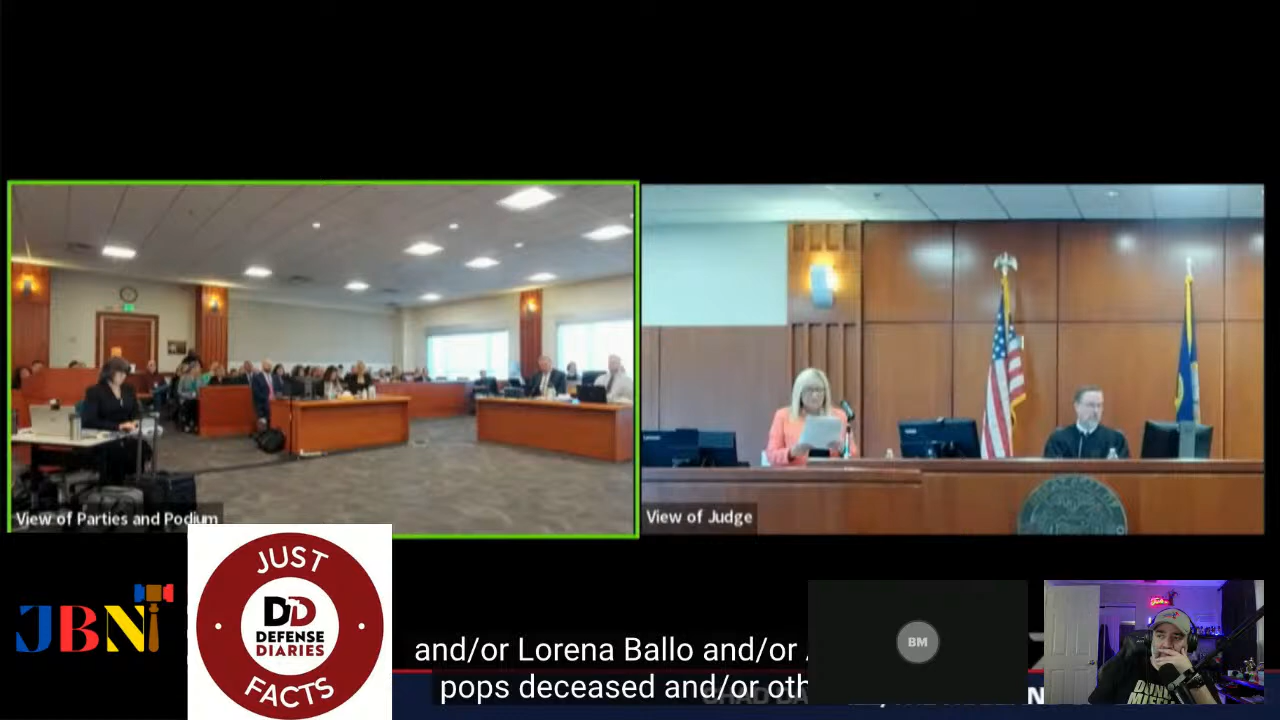 View of Parties and Podium
View of Judge
JBN
JUST
DD
DEFENSE
DIARIES
FACTS
and/or Lorena Ballo and/or
pops deceased and/or oth
BM